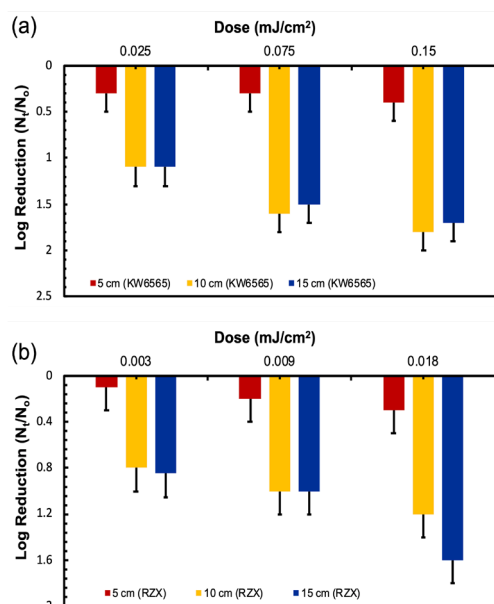 (a)
Dose (mJ/cm²)
0.025 0.075 0.15
Log Reduction (Nt/No)
0
0.5
1
1.5
2
2.5
5 cm (KW6565) 10 cm (KW6565) 15 cm (KW6565)
(b)
Dose (mJ/cm²)
0.003 0.009 0.018
Log Reduction (Nt/No)
0
0.4
0.8
1.2
1.6
5 cm (RZX) 10 cm (RZX) 15 cm (RZX)